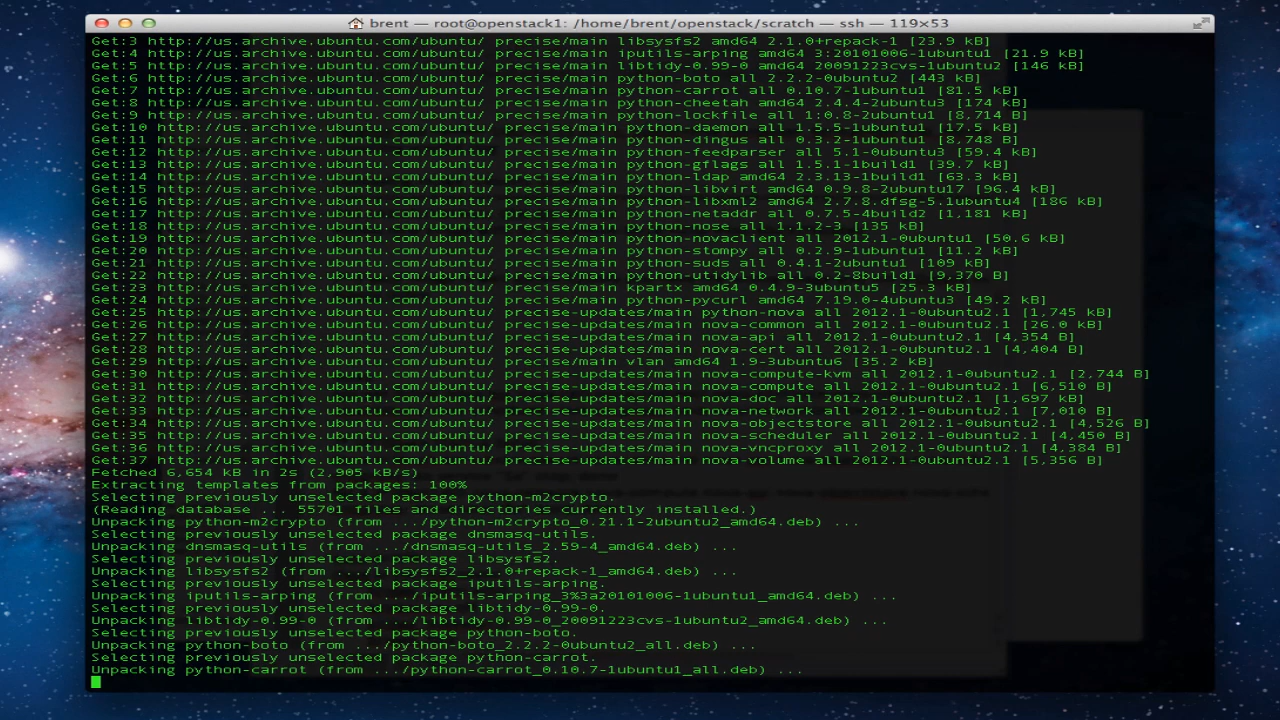 brent — root@openstack1: /home/brent/openstack/scratch — ssh — 119×53
Get:3 http://us.archive.ubuntu.com/ubuntu/ precise/main libsysfs2 amd64 2.1.0+repack-1 [23.9 kB]
Get:4 http://us.archive.ubuntu.com/ubuntu/ precise/main iputils-arping amd64 3:20101006-1ubuntu1 [21.9 kB]
Get:5 http://us.archive.ubuntu.com/ubuntu/ precise/main libtidy-0.99-0 amd64 20091223cvs-1ubuntu2 [146 kB]
Get:6 http://us.archive.ubuntu.com/ubuntu/ precise/main python-boto all 2.2.2-0ubuntu2 [443 kB]
Get:7 http://us.archive.ubuntu.com/ubuntu/ precise/main python-carrot all 0.10.7-1ubuntu1 [81.5 kB]
Get:8 http://us.archive.ubuntu.com/ubuntu/ precise/main python-cheetah amd64 2.4.4-2ubuntu3 [174 kB]
Get:9 http://us.archive.ubuntu.com/ubuntu/ precise/main python-lockfile all 1:0.8-2ubuntu1 [8,714 B]
Get:10 http://us.archive.ubuntu.com/ubuntu/ precise/main python-daemon all 1.5.5-1ubuntu1 [17.5 kB]
Get:11 http://us.archive.ubuntu.com/ubuntu/ precise/main python-dingus all 0.3.2-1ubuntu1 [8,748 B]
Get:12 http://us.archive.ubuntu.com/ubuntu/ precise/main python-feedparser all 5.1-0ubuntu3 [59.4 kB]
Get:13 http://us.archive.ubuntu.com/ubuntu/ precise/main python-gflags all 1.5.1-1build1 [39.7 kB]
Get:14 http://us.archive.ubuntu.com/ubuntu/ precise/main python-ldap amd64 2.3.13-1build1 [63.3 kB]
Get:15 http://us.archive.ubuntu.com/ubuntu/ precise/main python-libvirt amd64 0.9.8-2ubuntu17 [96.4 kB]
Get:16 http://us.archive.ubuntu.com/ubuntu/ precise/main python-libxml2 amd64 2.7.8.dfsg-5.1ubuntu4 [186 kB]
Get:17 http://us.archive.ubuntu.com/ubuntu/ precise/main python-netaddr all 0.7.5-4build2 [1,181 kB]
Get:18 http://us.archive.ubuntu.com/ubuntu/ precise/main python-nose all 1.1.2-3 [135 kB]
Get:19 http://us.archive.ubuntu.com/ubuntu/ precise/main python-novaclient all 2012.1-0ubuntu1 [50.6 kB]
Get:20 http://us.archive.ubuntu.com/ubuntu/ precise/main python-stompy all 0.2.9-1ubuntu1 [11.2 kB]
Get:21 http://us.archive.ubuntu.com/ubuntu/ precise/main python-suds all 0.4.1-2ubuntu1 [109 kB]
Get:22 http://us.archive.ubuntu.com/ubuntu/ precise/main python-utidylib all 0.2-8build1 [9,370 B]
Get:23 http://us.archive.ubuntu.com/ubuntu/ precise/main kpartx amd64 0.4.9-3ubuntu5 [25.3 kB]
Get:24 http://us.archive.ubuntu.com/ubuntu/ precise/main python-pycurl amd64 7.19.0-4ubuntu3 [49.2 kB]
Get:25 http://us.archive.ubuntu.com/ubuntu/ precise-updates/main python-nova all 2012.1-0ubuntu2.1 [1,745 kB]
Get:26 http://us.archive.ubuntu.com/ubuntu/ precise-updates/main nova-common all 2012.1-0ubuntu2.1 [26.0 kB]
Get:27 http://us.archive.ubuntu.com/ubuntu/ precise-updates/main nova-api all 2012.1-0ubuntu2.1 [4,354 B]
Get:28 http://us.archive.ubuntu.com/ubuntu/ precise-updates/main nova-cert all 2012.1-0ubuntu2.1 [4,404 B]
Get:29 http://us.archive.ubuntu.com/ubuntu/ precise/main vlan amd64 1.9-3ubuntu6 [35.2 kB]
Get:30 http://us.archive.ubuntu.com/ubuntu/ precise-updates/main nova-compute-kvm all 2012.1-0ubuntu2.1 [2,744 B]
Get:31 http://us.archive.ubuntu.com/ubuntu/ precise-updates/main nova-compute all 2012.1-0ubuntu2.1 [6,510 B]
Get:32 http://us.archive.ubuntu.com/ubuntu/ precise-updates/main nova-doc all 2012.1-0ubuntu2.1 [1,697 kB]
Get:33 http://us.archive.ubuntu.com/ubuntu/ precise-updates/main nova-network all 2012.1-0ubuntu2.1 [7,010 B]
Get:34 http://us.archive.ubuntu.com/ubuntu/ precise-updates/main nova-objectstore all 2012.1-0ubuntu2.1 [4,526 B]
Get:35 http://us.archive.ubuntu.com/ubuntu/ precise-updates/main nova-scheduler all 2012.1-0ubuntu2.1 [4,450 B]
Get:36 http://us.archive.ubuntu.com/ubuntu/ precise-updates/main nova-vncproxy all 2012.1-0ubuntu2.1 [4,384 B]
Get:37 http://us.archive.ubuntu.com/ubuntu/ precise-updates/main nova-volume all 2012.1-0ubuntu2.1 [5,356 B]
Fetched 6,654 kB in 2s (2,905 kB/s)
Extracting templates from packages: 100%
Selecting previously unselected package python-m2crypto.
(Reading database ... 55701 files and directories currently installed.)
Unpacking python-m2crypto (from .../python-m2crypto_0.21.1-2ubuntu2_amd64.deb) ...
Selecting previously unselected package dnsmasq-utils.
Unpacking dnsmasq-utils (from .../dnsmasq-utils_2.59-4_amd64.deb) ...
Selecting previously unselected package libsysfs2.
Unpacking libsysfs2 (from .../libsysfs2_2.1.0+repack-1_amd64.deb) ...
Selecting previously unselected package iputils-arping.
Unpacking iputils-arping (from .../iputils-arping_3%3a20101006-1ubuntu1_amd64.deb) ...
Selecting previously unselected package libtidy-0.99-0.
Unpacking libtidy-0.99-0 (from .../libtidy-0.99-0_20091223cvs-1ubuntu2_amd64.deb) ...
Selecting previously unselected package python-boto.
Unpacking python-boto (from .../python-boto_2.2.2-0ubuntu2_all.deb) ...
Selecting previously unselected package python-carrot.
Unpacking python-carrot (from .../python-carrot_0.10.7-1ubuntu1_all.deb) ...